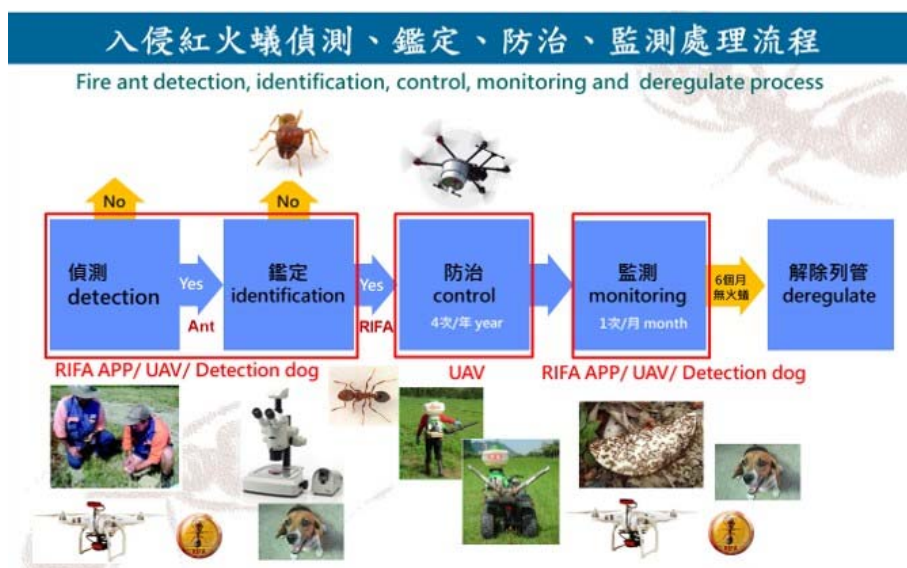 入侵紅火蟻偵測、鑑定、防治、監測處理流程
Fire ant detection, identification, control, monitoring and deregulate process
No
No
偵測
detection
Yes
Ant
鑑定
identification
Yes
RIFA
防治
control
4次/年 year
監測
monitoring
1次/月 month
6個月
無火蟻
解除列管
deregulate
RIFA APP/ UAV/ Detection dog
UAV
RIFA APP/ UAV/ Detection dog
RIFA
RIFA